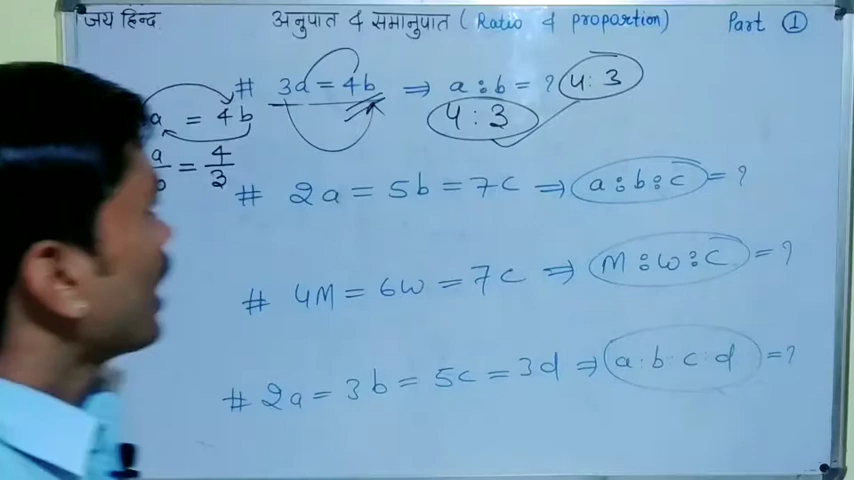 जय हिन्द अनुपात & समानुपात ( Ratio & proportion) Part ①
# 3a = 4b ⇒ a:b = ? 4:3
a = 4b 4 : 3
a = 4/3
# 2a = 5b = 7c ⇒ a:b:c = ?
# 4M = 6W = 7C ⇒ M:W:C = ?
# 2a = 3b = 5c = 3d ⇒ a:b:c:d = ?